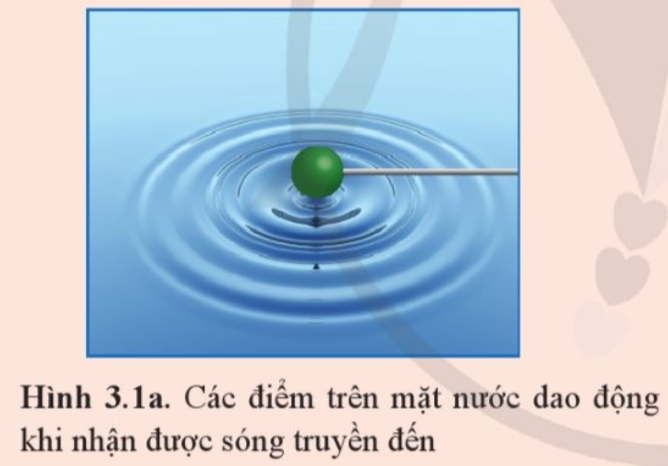 Hình 3.1a. Các điểm trên mặt nước dao động
khi nhận được sóng truyền đến